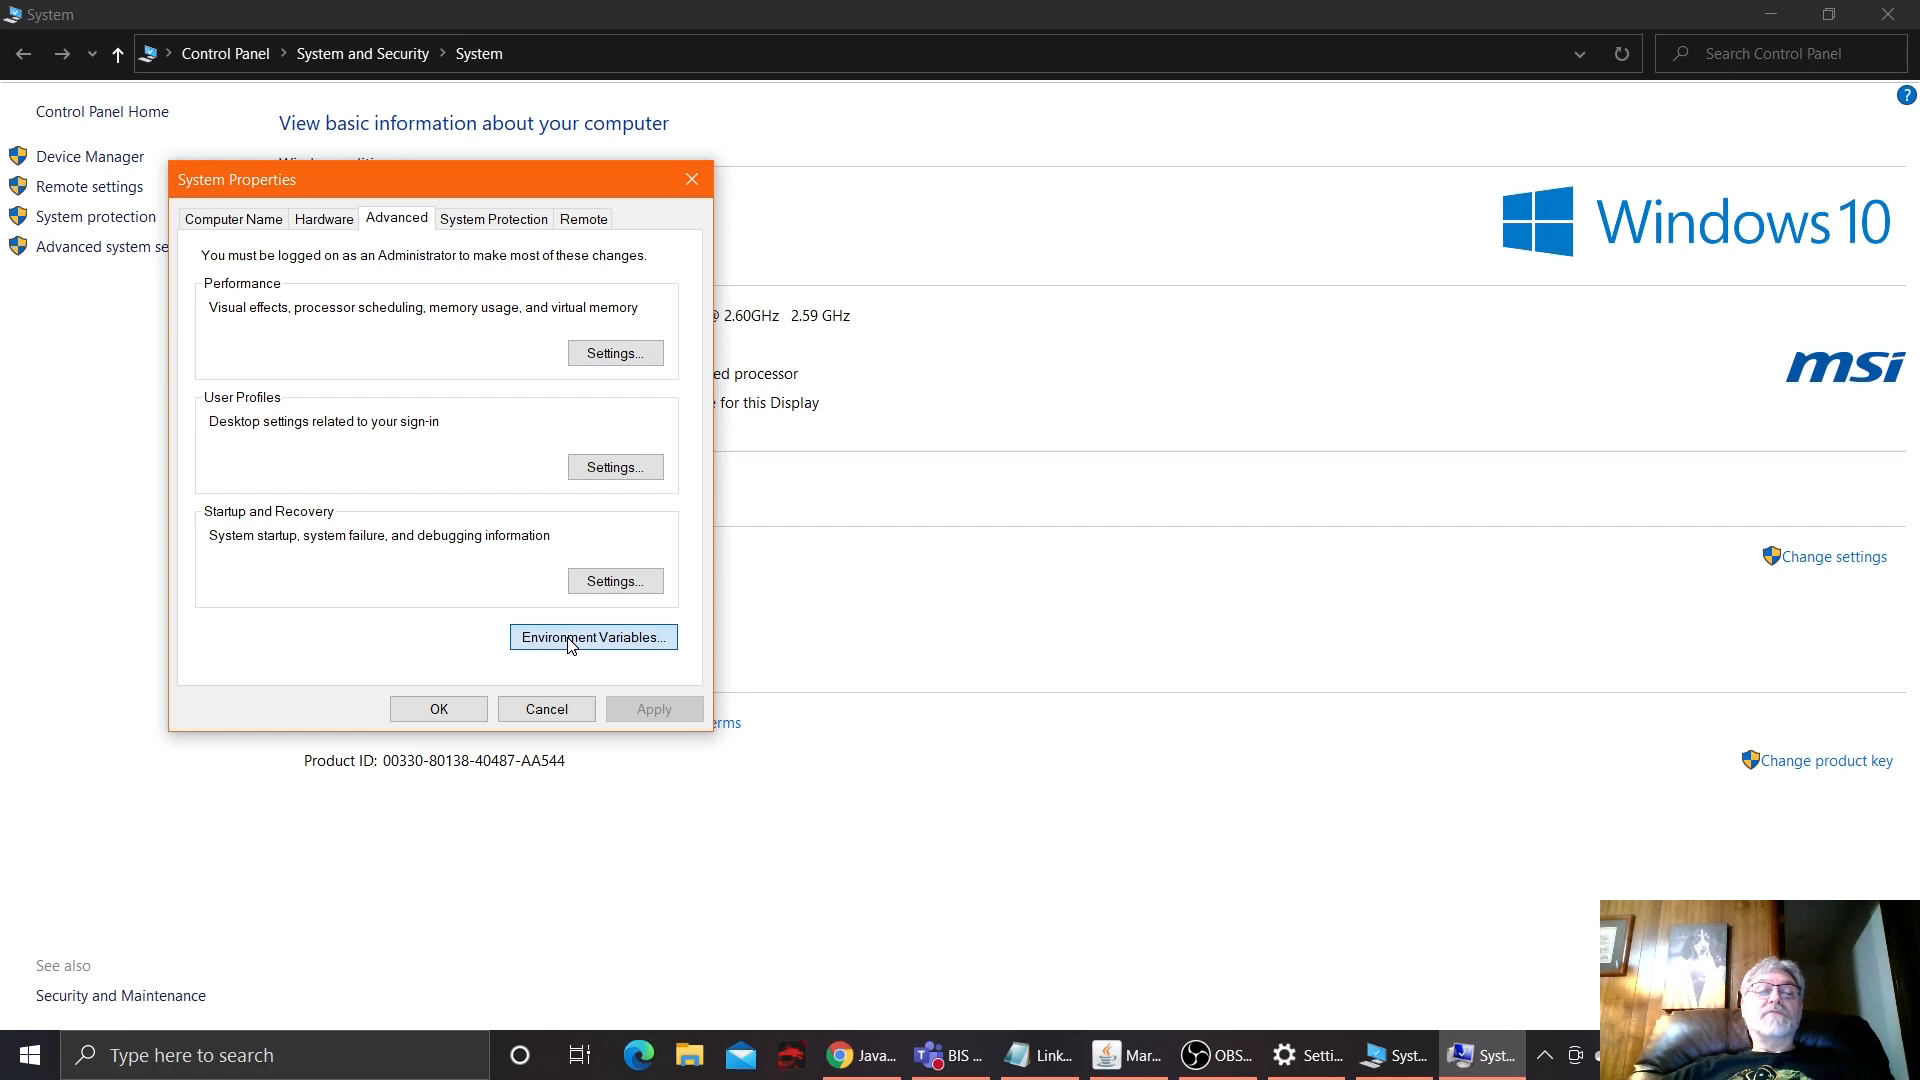 System
Control Panel
System and Security
System
Search Control Panel
?
Control Panel Home
Device Manager
Remote settings
System protection
Advanced system se
View basic information about your computer
System Properties
Computer Name
Hardware
Advanced
System Protection
Remote
You must be logged on as an Administrator to make most of these changes.
Performance
Visual effects, processor scheduling, memory usage, and virtual memory
Settings...
User Profiles
Desktop settings related to your sign-in
Settings...
Startup and Recovery
System startup, system failure, and debugging information
Settings...
Environment Variables...
OK
Cancel
Apply
Windows 10
@ 2.60GHz 2.59 GHz
msi
ed processor
e for this Display
Change settings
erms
Product ID: 00330-80138-40487-AA544
Change product key
See also
Security and Maintenance
Type here to search
Java...
BIS ...
Link...
Mar...
OBS...
Setti...
Syst...
Syst...